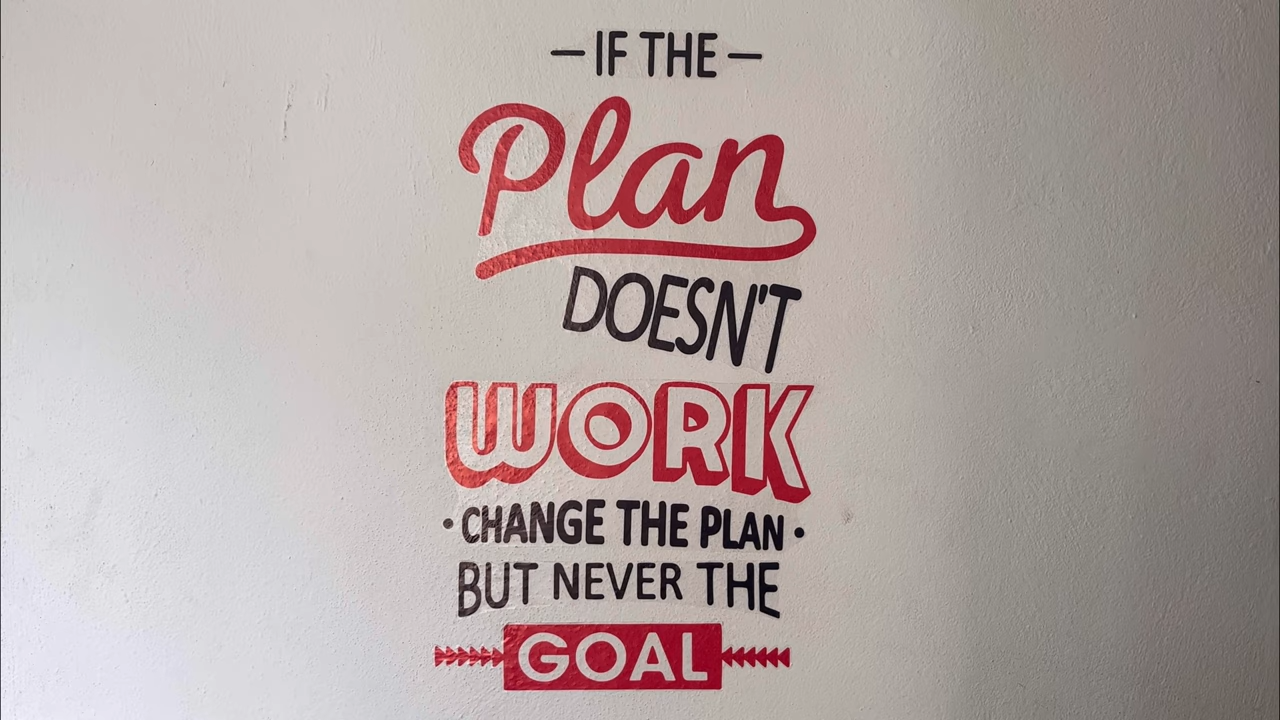 IF THE
Plan
DOESN'T
WORK
CHANGE THE PLAN
BUT NEVER THE
GOAL